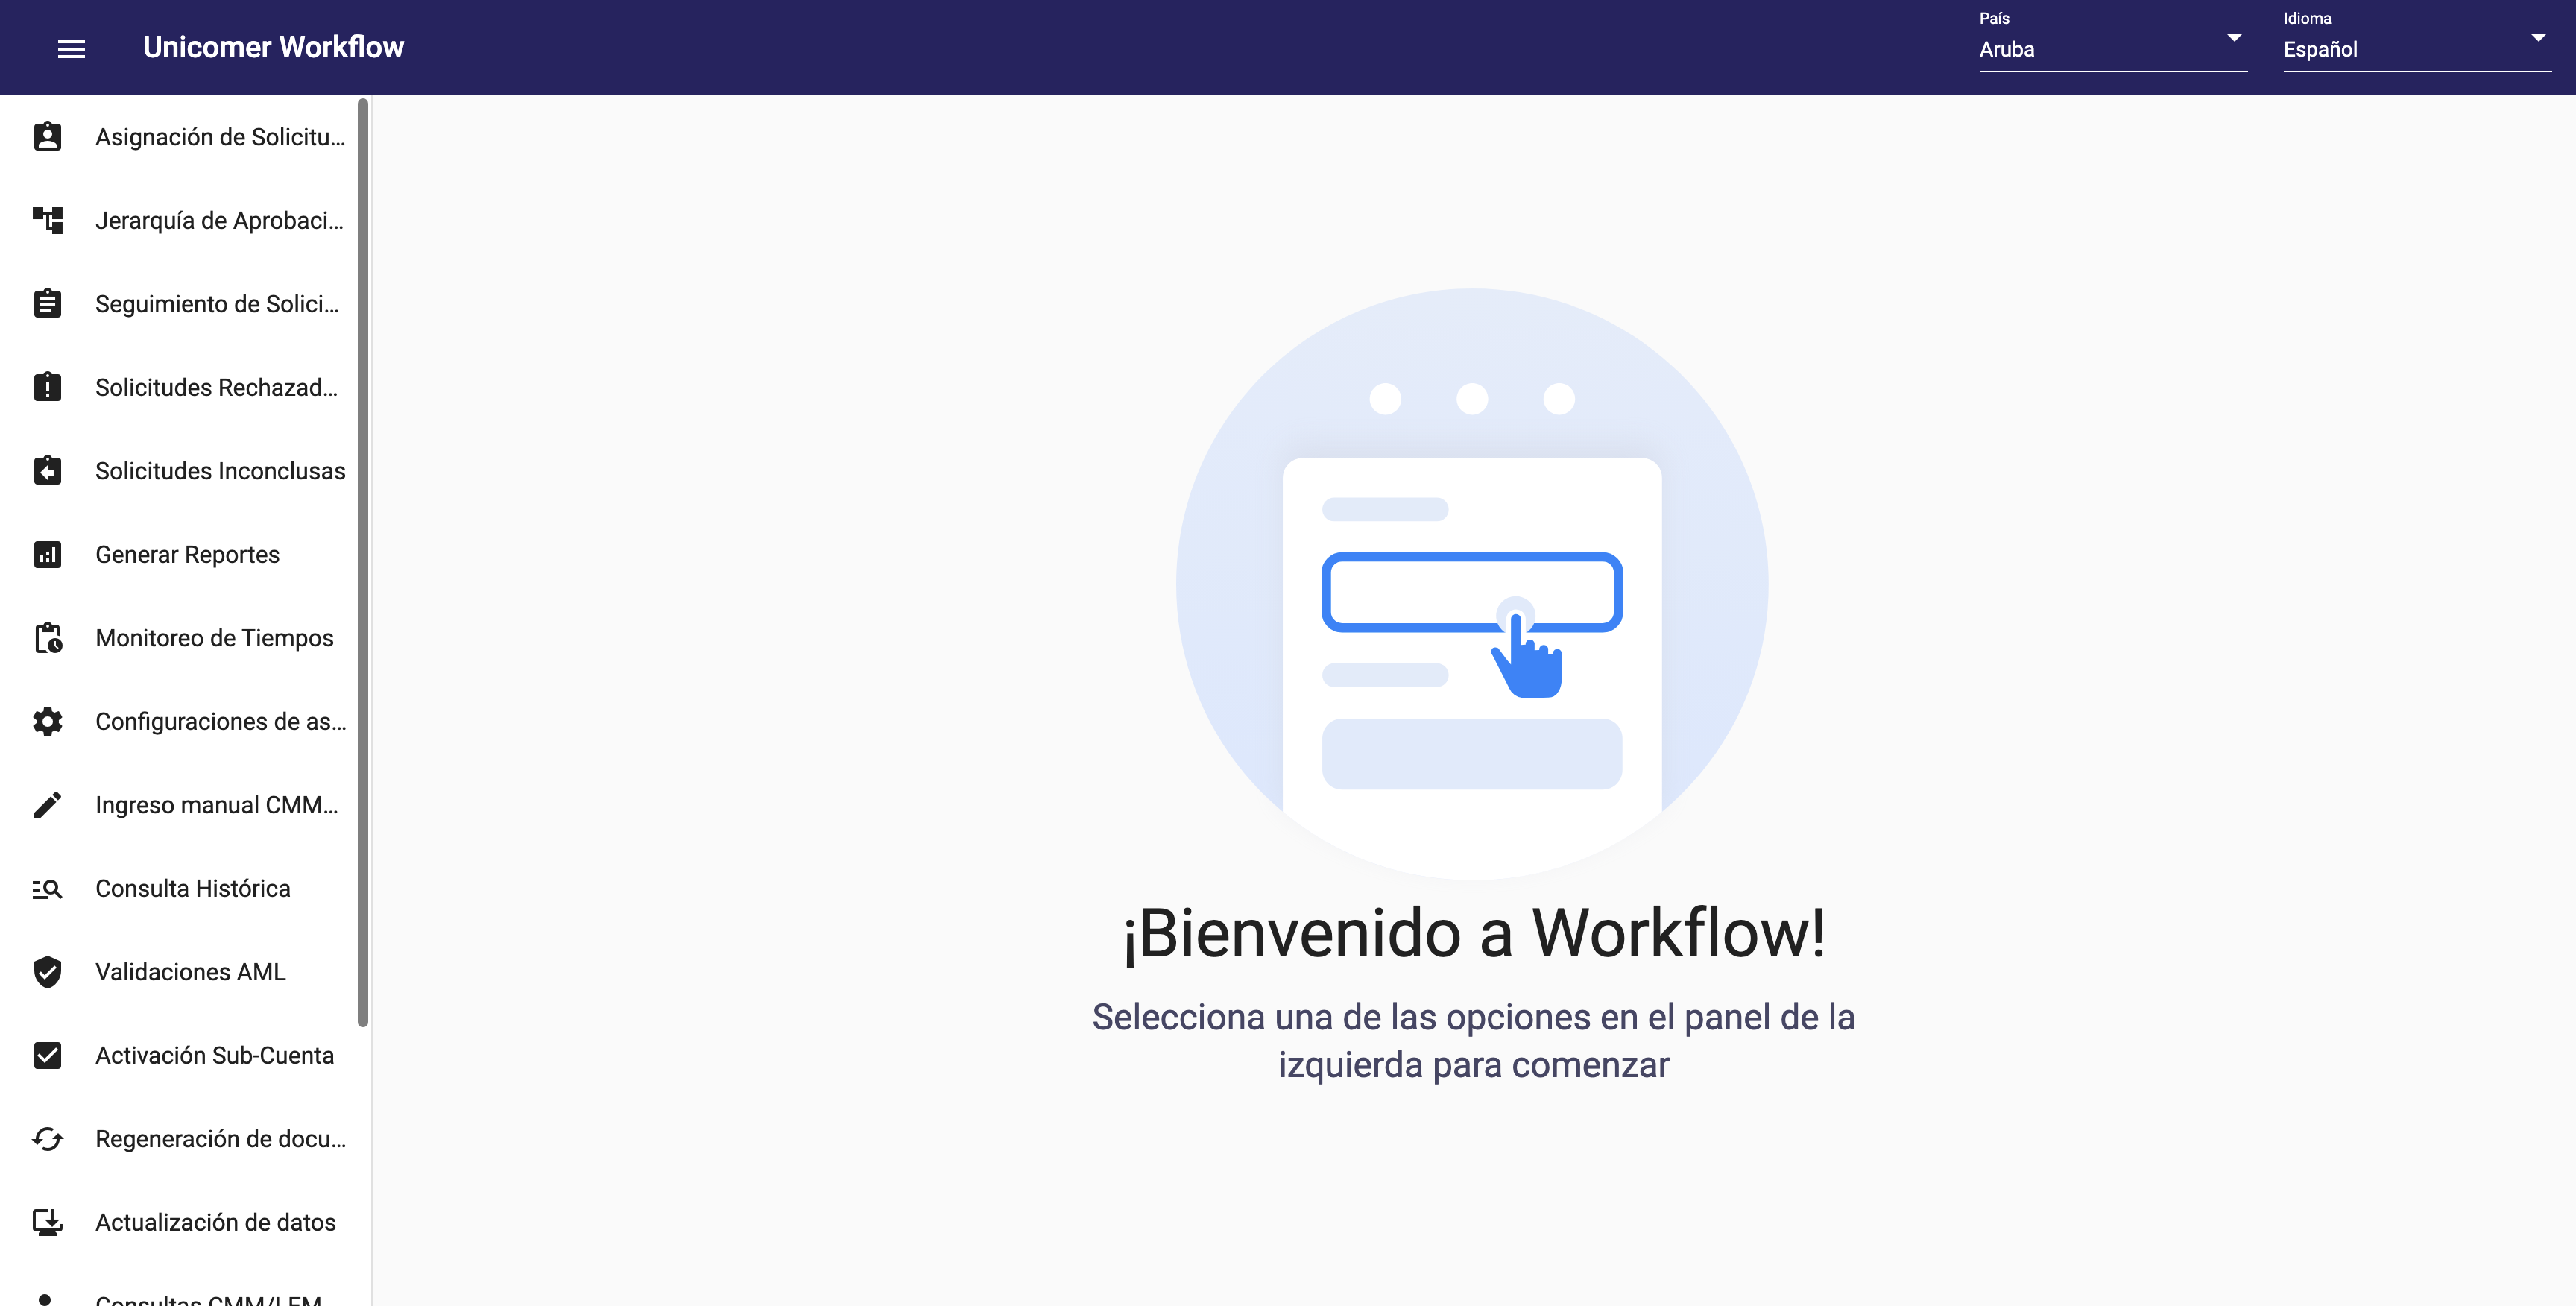 Unicomer Workflow
País
Aruba
Idioma
Español
Asignación de Solicitu...
Jerarquía de Aprobaci...
Seguimiento de Solici...
Solicitudes Rechazad...
Solicitudes Inconclusas
Generar Reportes
Monitoreo de Tiempos
Configuraciones de as...
Ingreso manual CMM...
Consulta Histórica
Validaciones AML
Activación Sub-Cuenta
Regeneración de docu...
Actualización de datos
Consultas CMM/LEM
¡Bienvenido a Workflow!
Selecciona una de las opciones en el panel de la
izquierda para comenzar